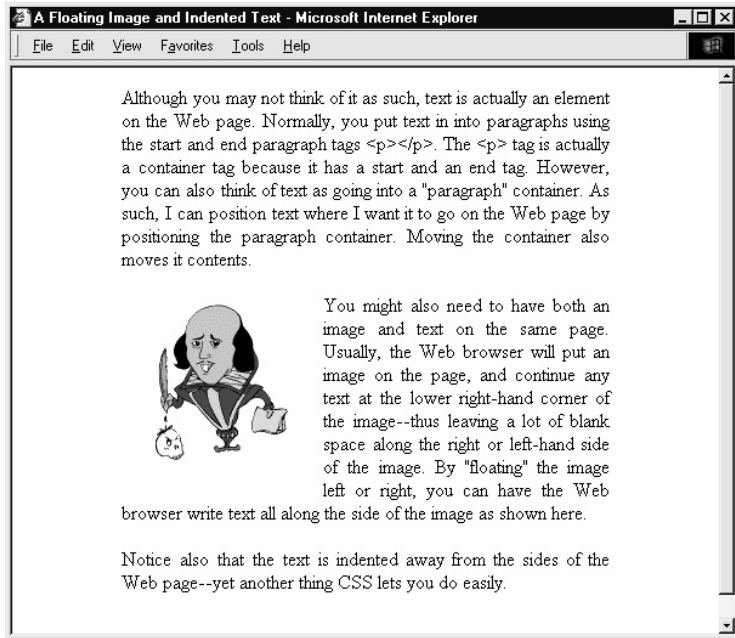 A Floating Image and Indented Text - Microsoft Internet Explorer
File Edit View Favorites Tools Help
Although you may not think of it as such, text is actually an element
on the Web page. Normally, you put text in into paragraphs using
the start and end paragraph tags <p></p>. The <p> tag is actually
a container tag because it has a start and an end tag. However,
you can also think of text as going into a "paragraph" container. As
such, I can position text where I want it to go on the Web page by
positioning the paragraph container. Moving the container also
moves it contents.
You might also need to have both an
image and text on the same page.
Usually, the Web browser will put an
image on the page, and continue any
text at the lower right-hand corner of
the image--thus leaving a lot of blank
space along the right or left-hand side
of the image. By "floating" the image
left or right, you can have the Web
browser write text all along the side of the image as shown here.
Notice also that the text is indented away from the sides of the
Web page--yet another thing CSS lets you do easily.